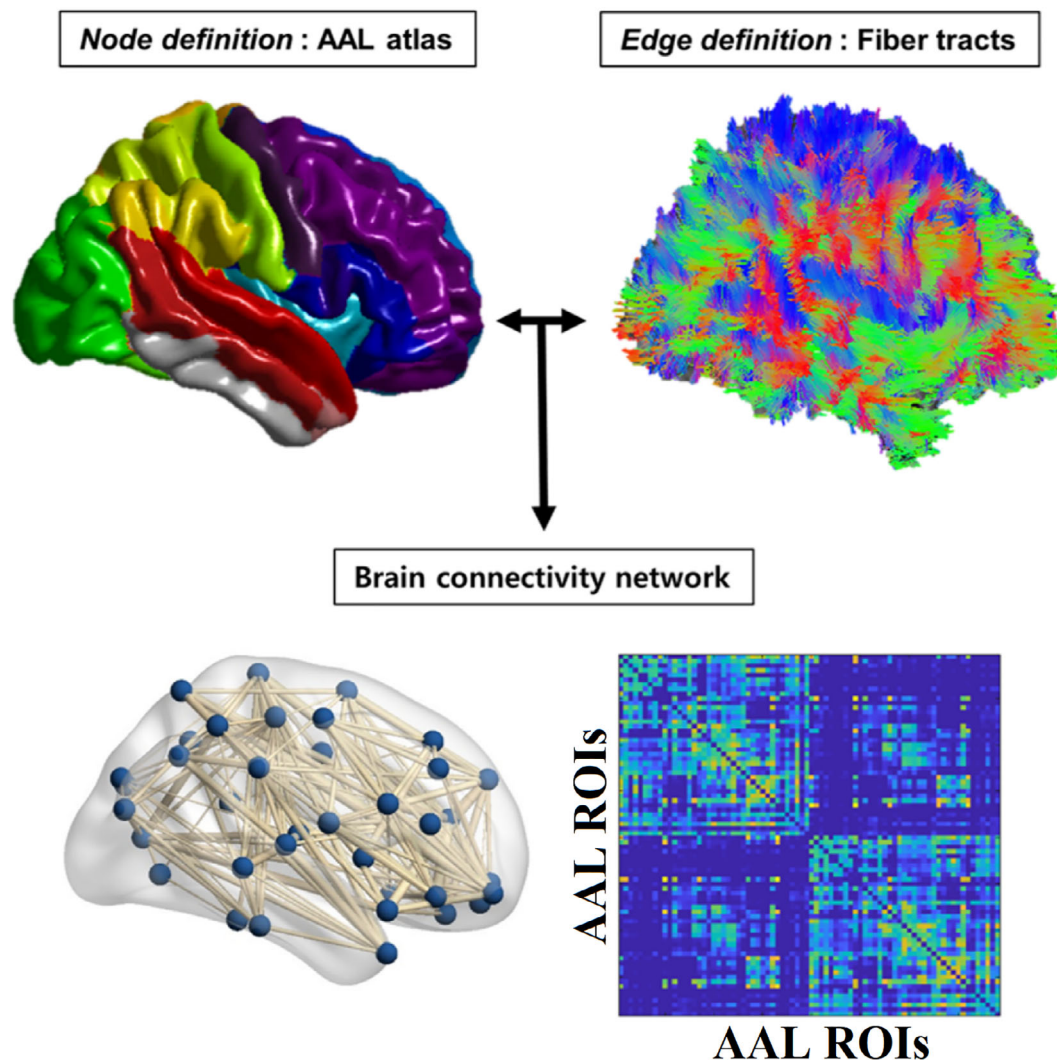 Node definition : AAL atlas
Edge definition : Fiber tracts
Brain connectivity network
AAL ROIs
AAL ROIs